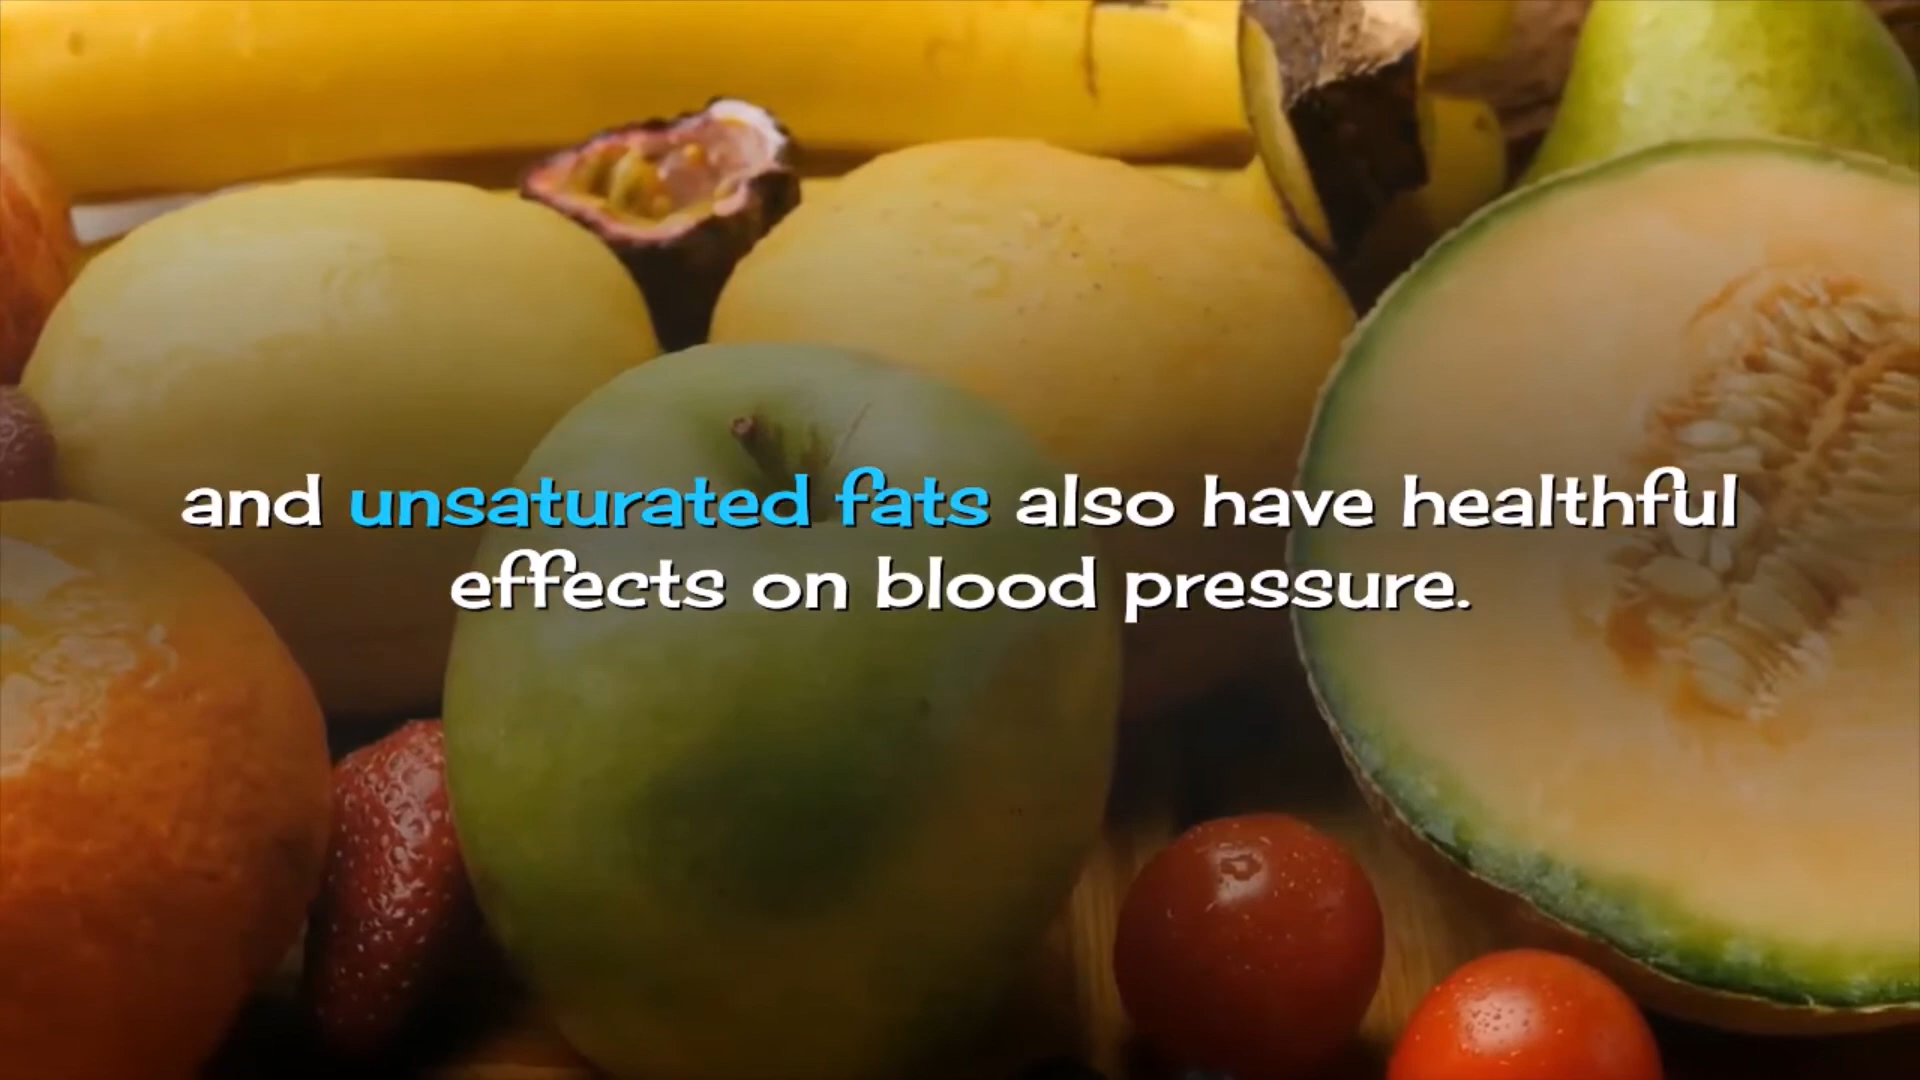 and unsaturated fats also have healthful
effects on blood pressure.